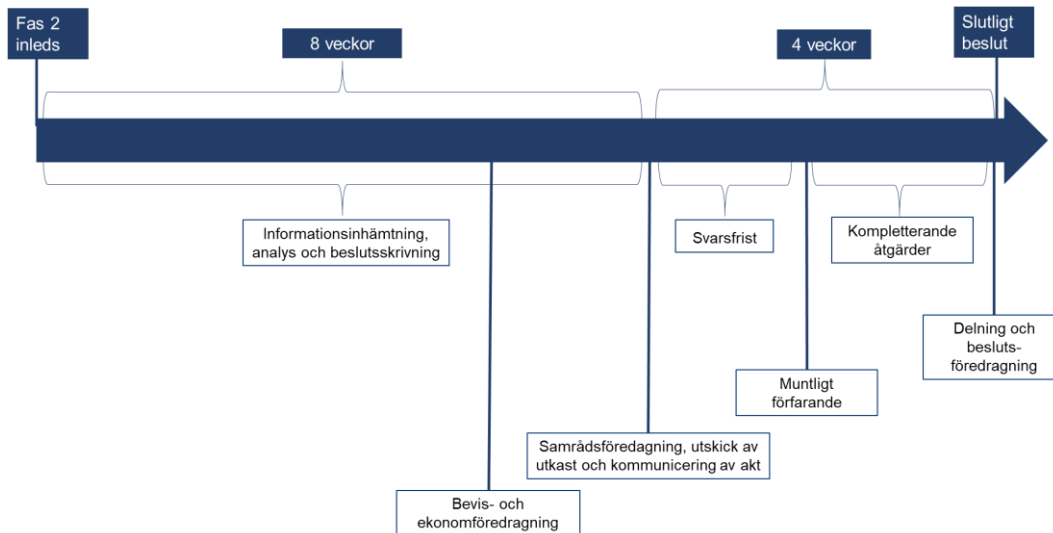 Fas 2
inleds
8 veckor
4 veckor
Slutligt
beslut
Informationsinhämtning,
analys och beslutsskrivning
Svarsfrist
Kompletterande
åtgärder
Delning och
besluts-
föredragning
Muntligt
förfarande
Samrådsföedagning, utskick av
utkast och kommunicering av akt
Bevis- och
ekonomföredragning